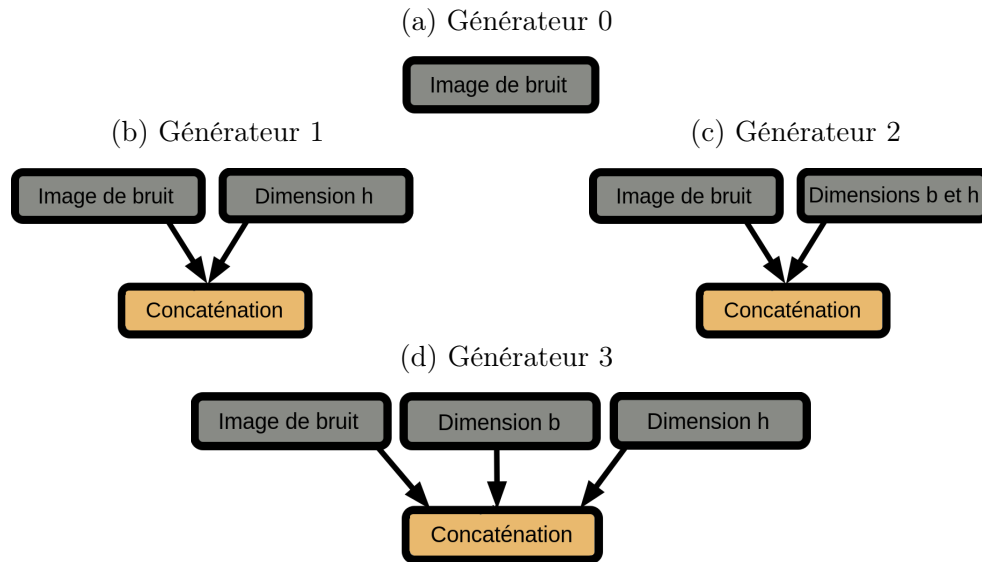 (a) Générateur 0
Image de bruit
(b) Générateur 1
Image de bruit
Dimension h
Concaténation
(c) Générateur 2
Image de bruit
Dimensions b et h
Concaténation
(d) Générateur 3
Image de bruit
Dimension b
Dimension h
Concaténation